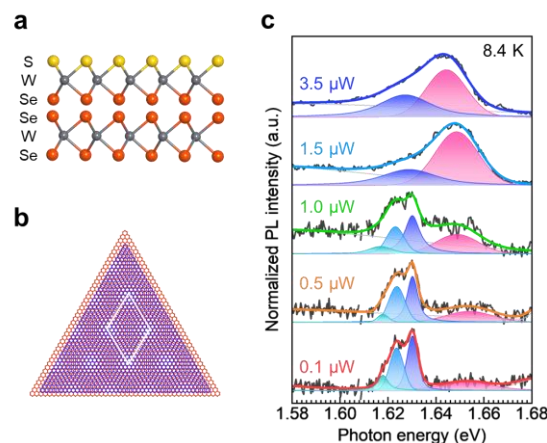 a
S
W
Se
Se
W
Se
b
c
8.4 K
3.5 µW
1.5 µW
1.0 µW
0.5 µW
0.1 µW
Normalized PL intensity (a.u.)
1.58 1.60 1.62 1.64 1.66 1.68
Photon energy (eV)